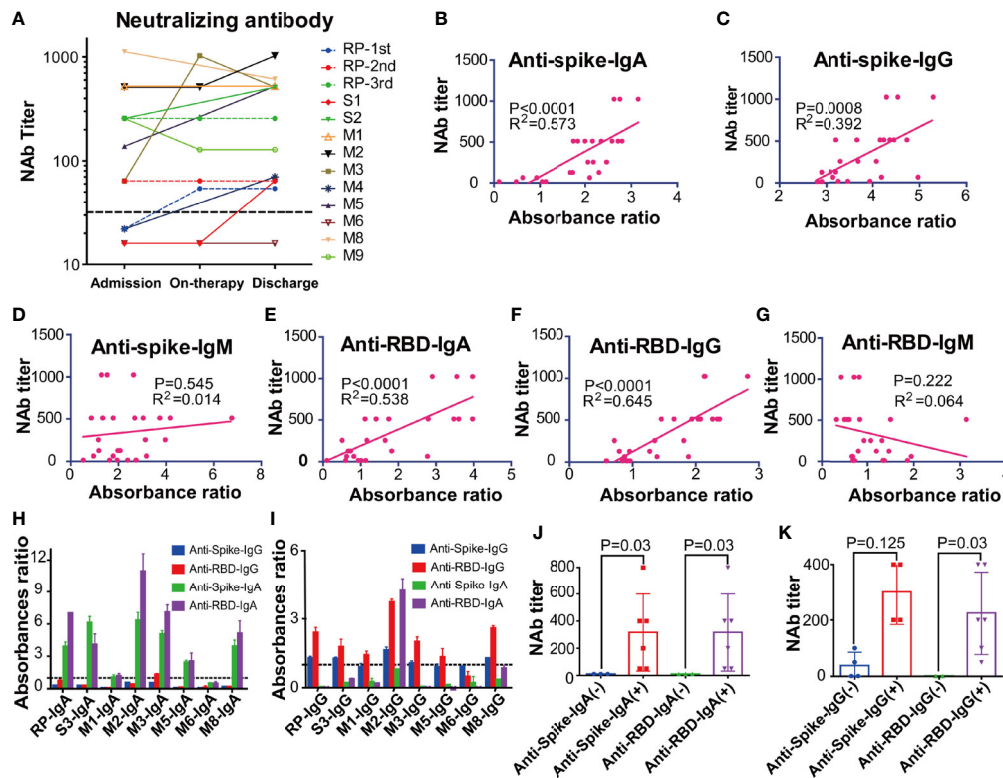 A
Neutralizing antibody
NAb Titer
1000
100
10
Admission On-therapy Discharge
RP-1st
RP-2nd
RP-3rd
S1
S2
M1
M2
M3
M4
M5
M6
M8
M9
B
Anti-spike-IgA
P<0.0001
R²=0.573
NAb titer
1500
1000
500
0
0 1 2 3 4
Absorbance ratio
C
Anti-spike-IgG
P=0.0008
R²=0.392
NAb titer
1500
1000
500
0
2 3 4 5 6
Absorbance ratio
D
Anti-spike-IgM
P=0.545
R²=0.014
NAb titer
1500
1000
500
0
0 2 4 6 8
Absorbance ratio
E
Anti-RBD-IgA
P<0.0001
R²=0.538
NAb titer
1500
1000
500
0
0 1 2 3 4 5
Absorbance ratio
F
Anti-RBD-IgG
P<0.0001
R²=0.645
NAb titer
1500
1000
500
0
0 1 2 3
Absorbance ratio
G
Anti-RBD-IgM
P=0.222
R²=0.064
NAb titer
1500
1000
500
0
0 1 2 3
Absorbance ratio
H
Absorbances ratio
12
9
6
3
0
Anti-Spike-IgG
Anti-RBD-IgG
Anti-Spike-IgA
Anti-RBD-IgA
RP-IgA
S3-IgA
M1-IgA
M2-IgA
M3-IgA
M5-IgA
M6-IgA
M8-IgA
I
Absorbances ratio
6
3
0
Anti-Spike-IgG
Anti-RBD-IgG
Anti-Spike-IgA
Anti-RBD-IgA
RP-IgG
S3-IgG
M1-IgG
M2-IgG
M3-IgG
M5-IgG
M6-IgG
M8-IgG
J
P=0.03 P=0.03
NAb titer
1000
800
600
400
200
0
Anti-Spike-IgA(-)
Anti-Spike-IgA(+)
Anti-RBD-IgA(-)
Anti-RBD-IgA(+)
K
P=0.125 P=0.03
NAb titer
400
200
0
Anti-Spike-IgG(-)
Anti-Spike-IgG(+)
Anti-RBD-IgG(-)
Anti-RBD-IgG(+)